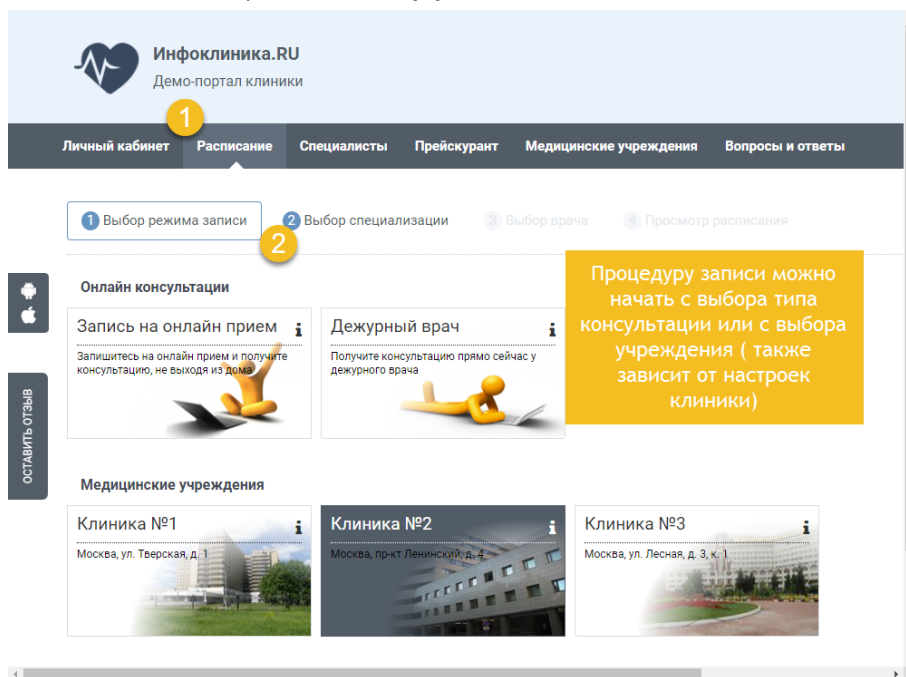 Инфоклиника.RU
Демо-портал клиники
1
Личный кабинет Расписание Специалисты Прейскурант Медицинские учреждения Вопросы и ответы
1 Выбор режима записи 2 Выбор специализации 3 Выбор врача 4 Просмотр расписания
2
Процедуру записи можно
начать с выбора типа
консультации или с выбора
учреждения ( также
зависит от настроек
клиники)
Онлайн консультации
Запись на онлайн прием
Запишитесь на онлайн прием и получите
консультацию, не выходя из дома
Дежурный врач
Получите консультацию прямо сейчас у
дежурного врача
ОСТАВИТЬ ОТЗЫВ
Медицинские учреждения
Клиника №1
Москва, ул. Тверская, д. 1
Клиника №2
Москва, пр-кт Ленинский, д. 4
Клиника №3
Москва, ул. Лесная, д. 3, к. 1